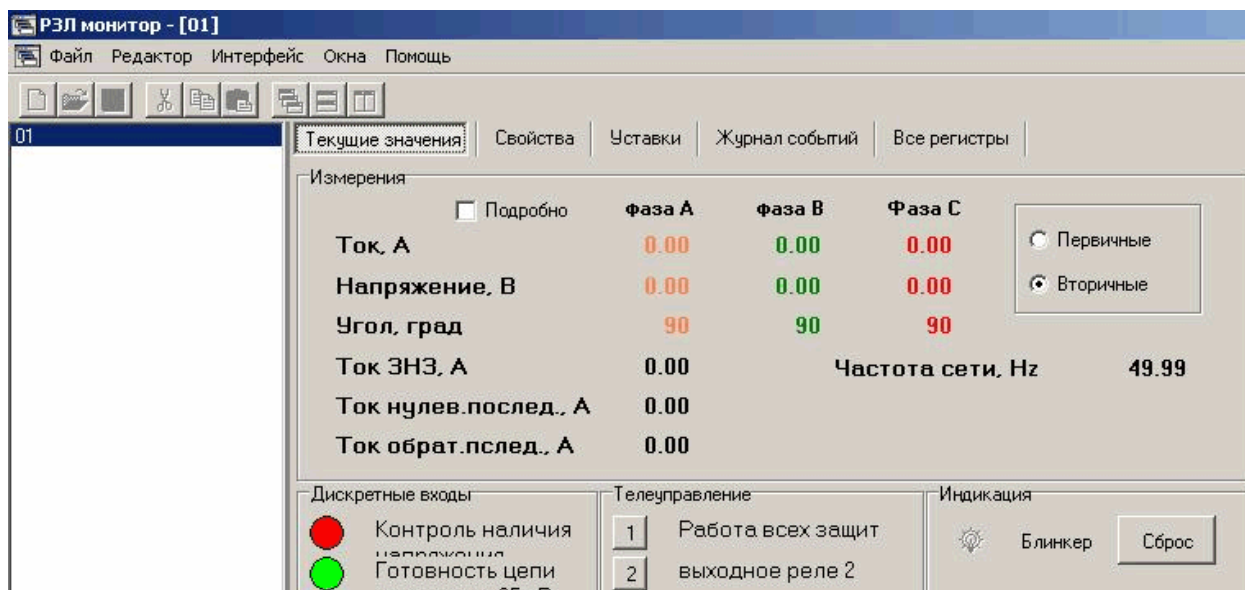 РЗЛ монитор - [01]
Файл Редактор Интерфейс Окна Помощь
01
Текущие значения Свойства Уставки Журнал событий Все регистры
Измерения
Подробно фаза А фаза В Фаза С
Ток, А 0.00 0.00 0.00 Первичные
Напряжение, В 0.00 0.00 0.00 Вторичные
Угол, град 90 90 90
Ток ЗНЗ, А 0.00 Частота сети, Hz 49.99
Ток нулев.послед., А 0.00
Ток обрат.пслед., А 0.00
Дискретные входы Телеуправление Индикация
Контроль наличия 1 Работа всех защит Блинкер Сброс
напряжения
Готовность цепи 2 выходное реле 2